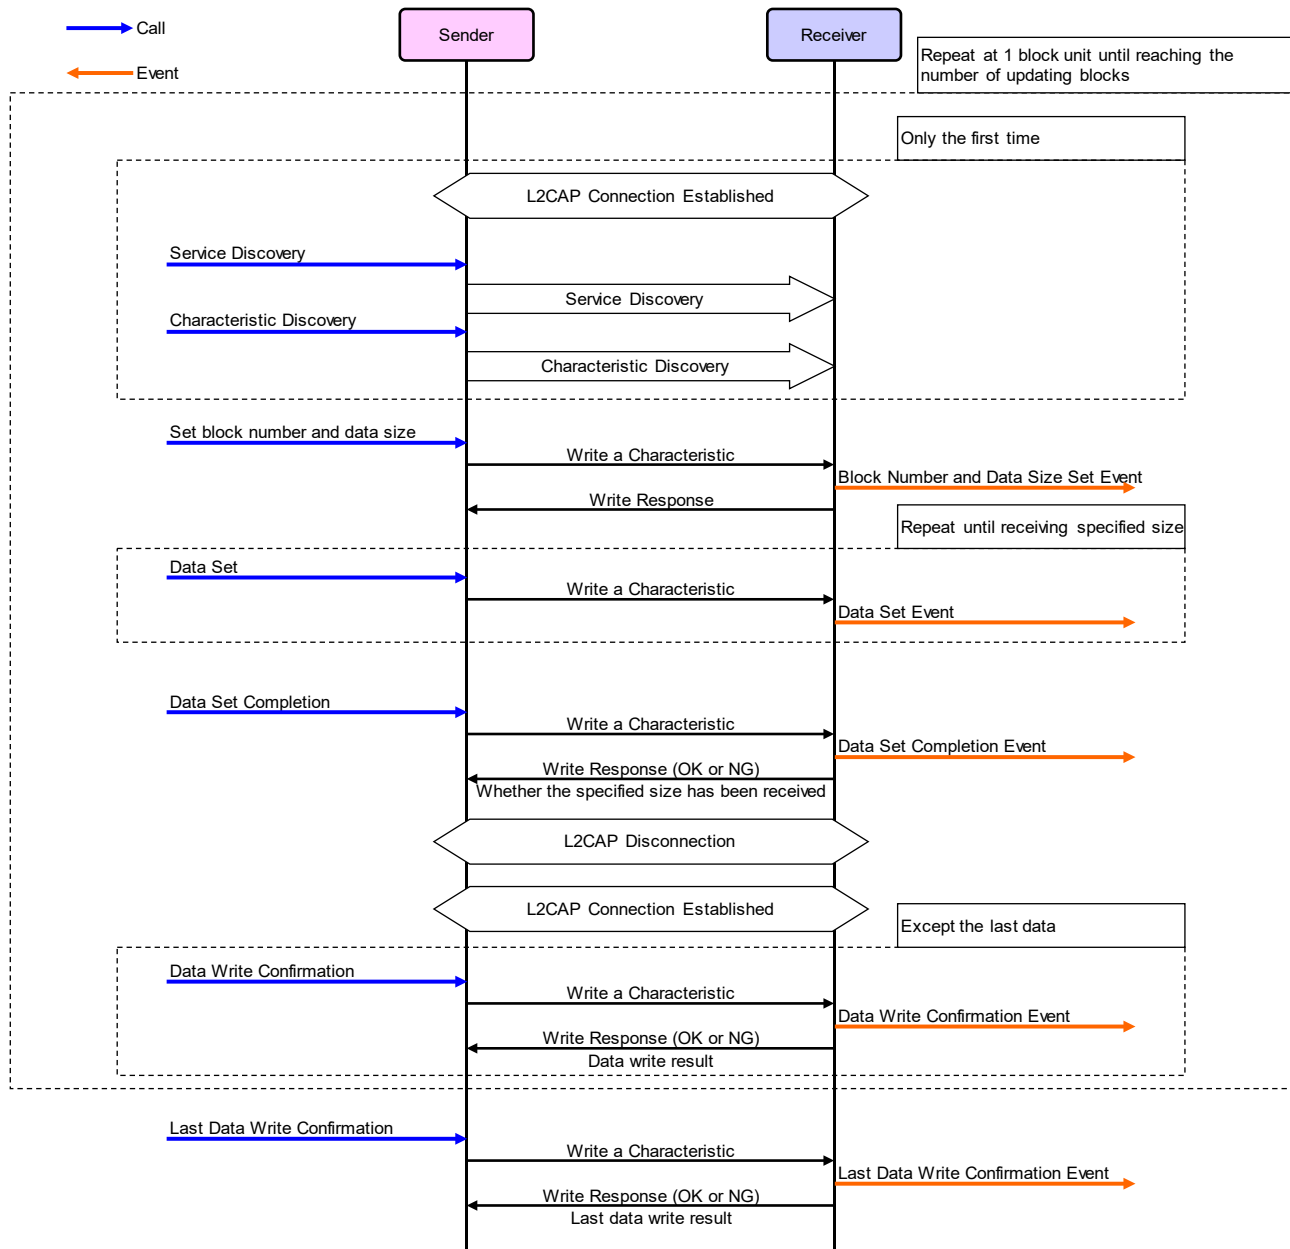 Call
Sender
Receiver
Event
Repeat at 1 block unit until reaching the
number of updating blocks
Only the first time
L2CAP Connection Established
Service Discovery
Service Discovery
Characteristic Discovery
Characteristic Discovery
Set block number and data size
Write a Characteristic
Block Number and Data Size Set Event
Write Response
Repeat until receiving specified size
Data Set
Write a Characteristic
Data Set Event
Data Set Completion
Write a Characteristic
Data Set Completion Event
Write Response (OK or NG)
Whether the specified size has been received
L2CAP Disconnection
L2CAP Connection Established
Except the last data
Data Write Confirmation
Write a Characteristic
Data Write Confirmation Event
Write Response (OK or NG)
Data write result
Last Data Write Confirmation
Write a Characteristic
Last Data Write Confirmation Event
Write Response (OK or NG)
Last data write result